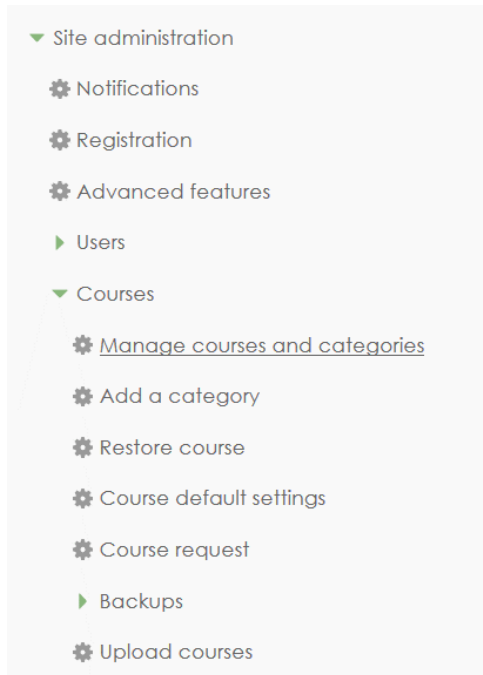 Site administration
Notifications
Registration
Advanced features
Users
Courses
Manage courses and categories
Add a category
Restore course
Course default settings
Course request
Backups
Upload courses